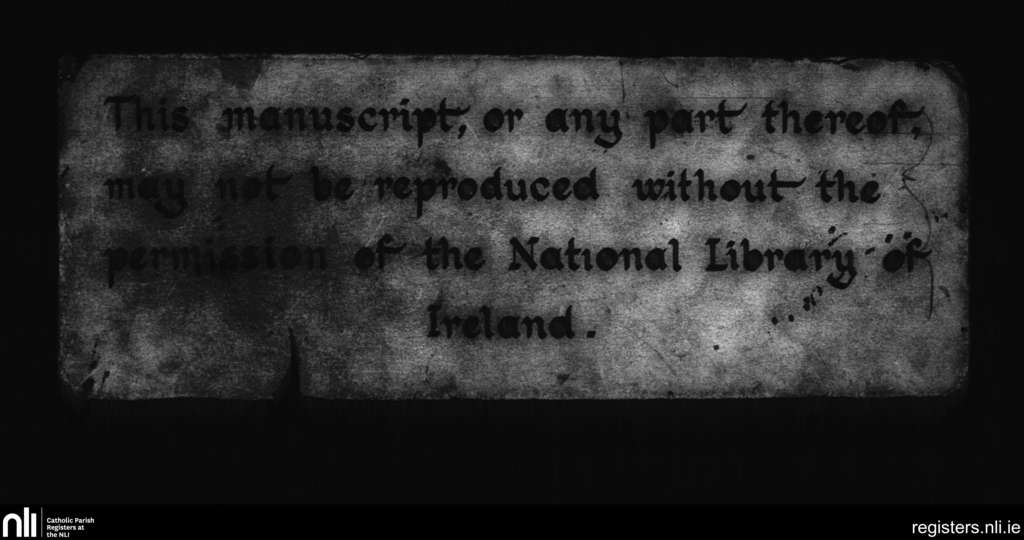 This manuscript, or any part thereof,
may not be reproduced without the
permission of the National Library of
Ireland.
nli
Catholic Parish
Registers at
the NLI
registers.nli.ie